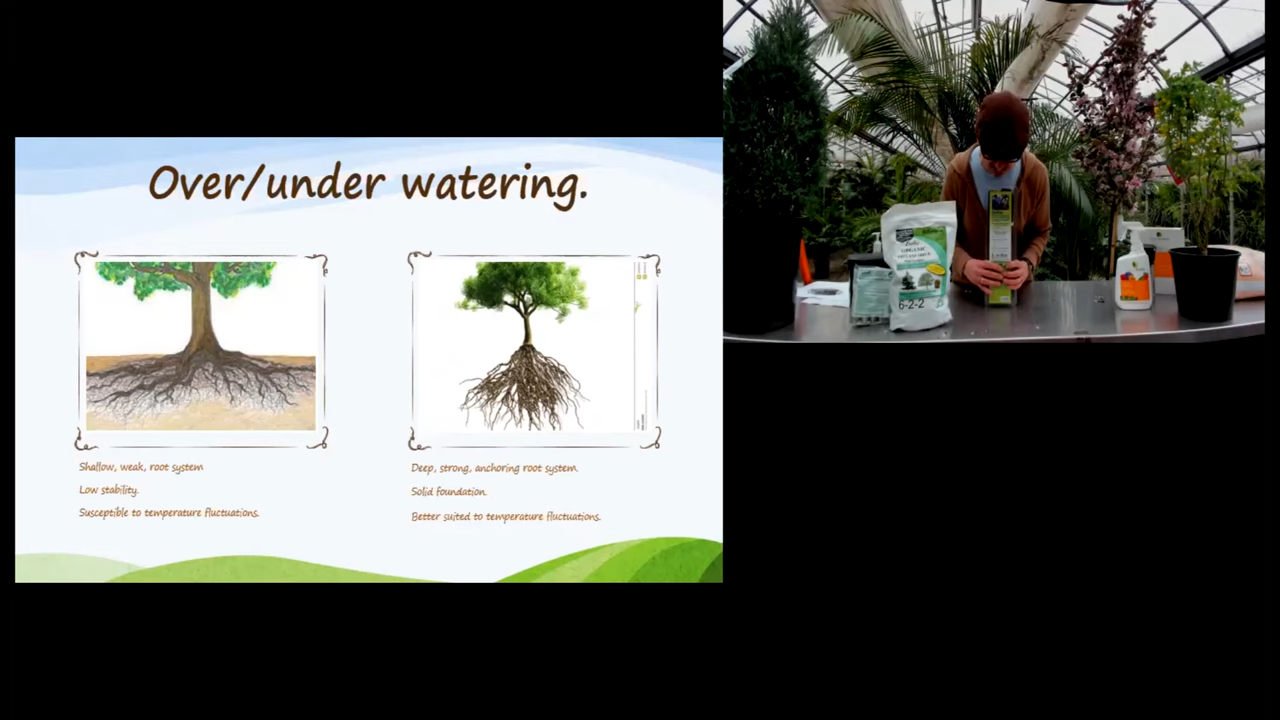 Over/under watering.
Shallow, weak, root system
Low stability.
Susceptible to temperature fluctuations.
Deep, strong, anchoring root system.
Solid foundation.
Better suited to temperature fluctuations.
ORGANIC
6-2-2